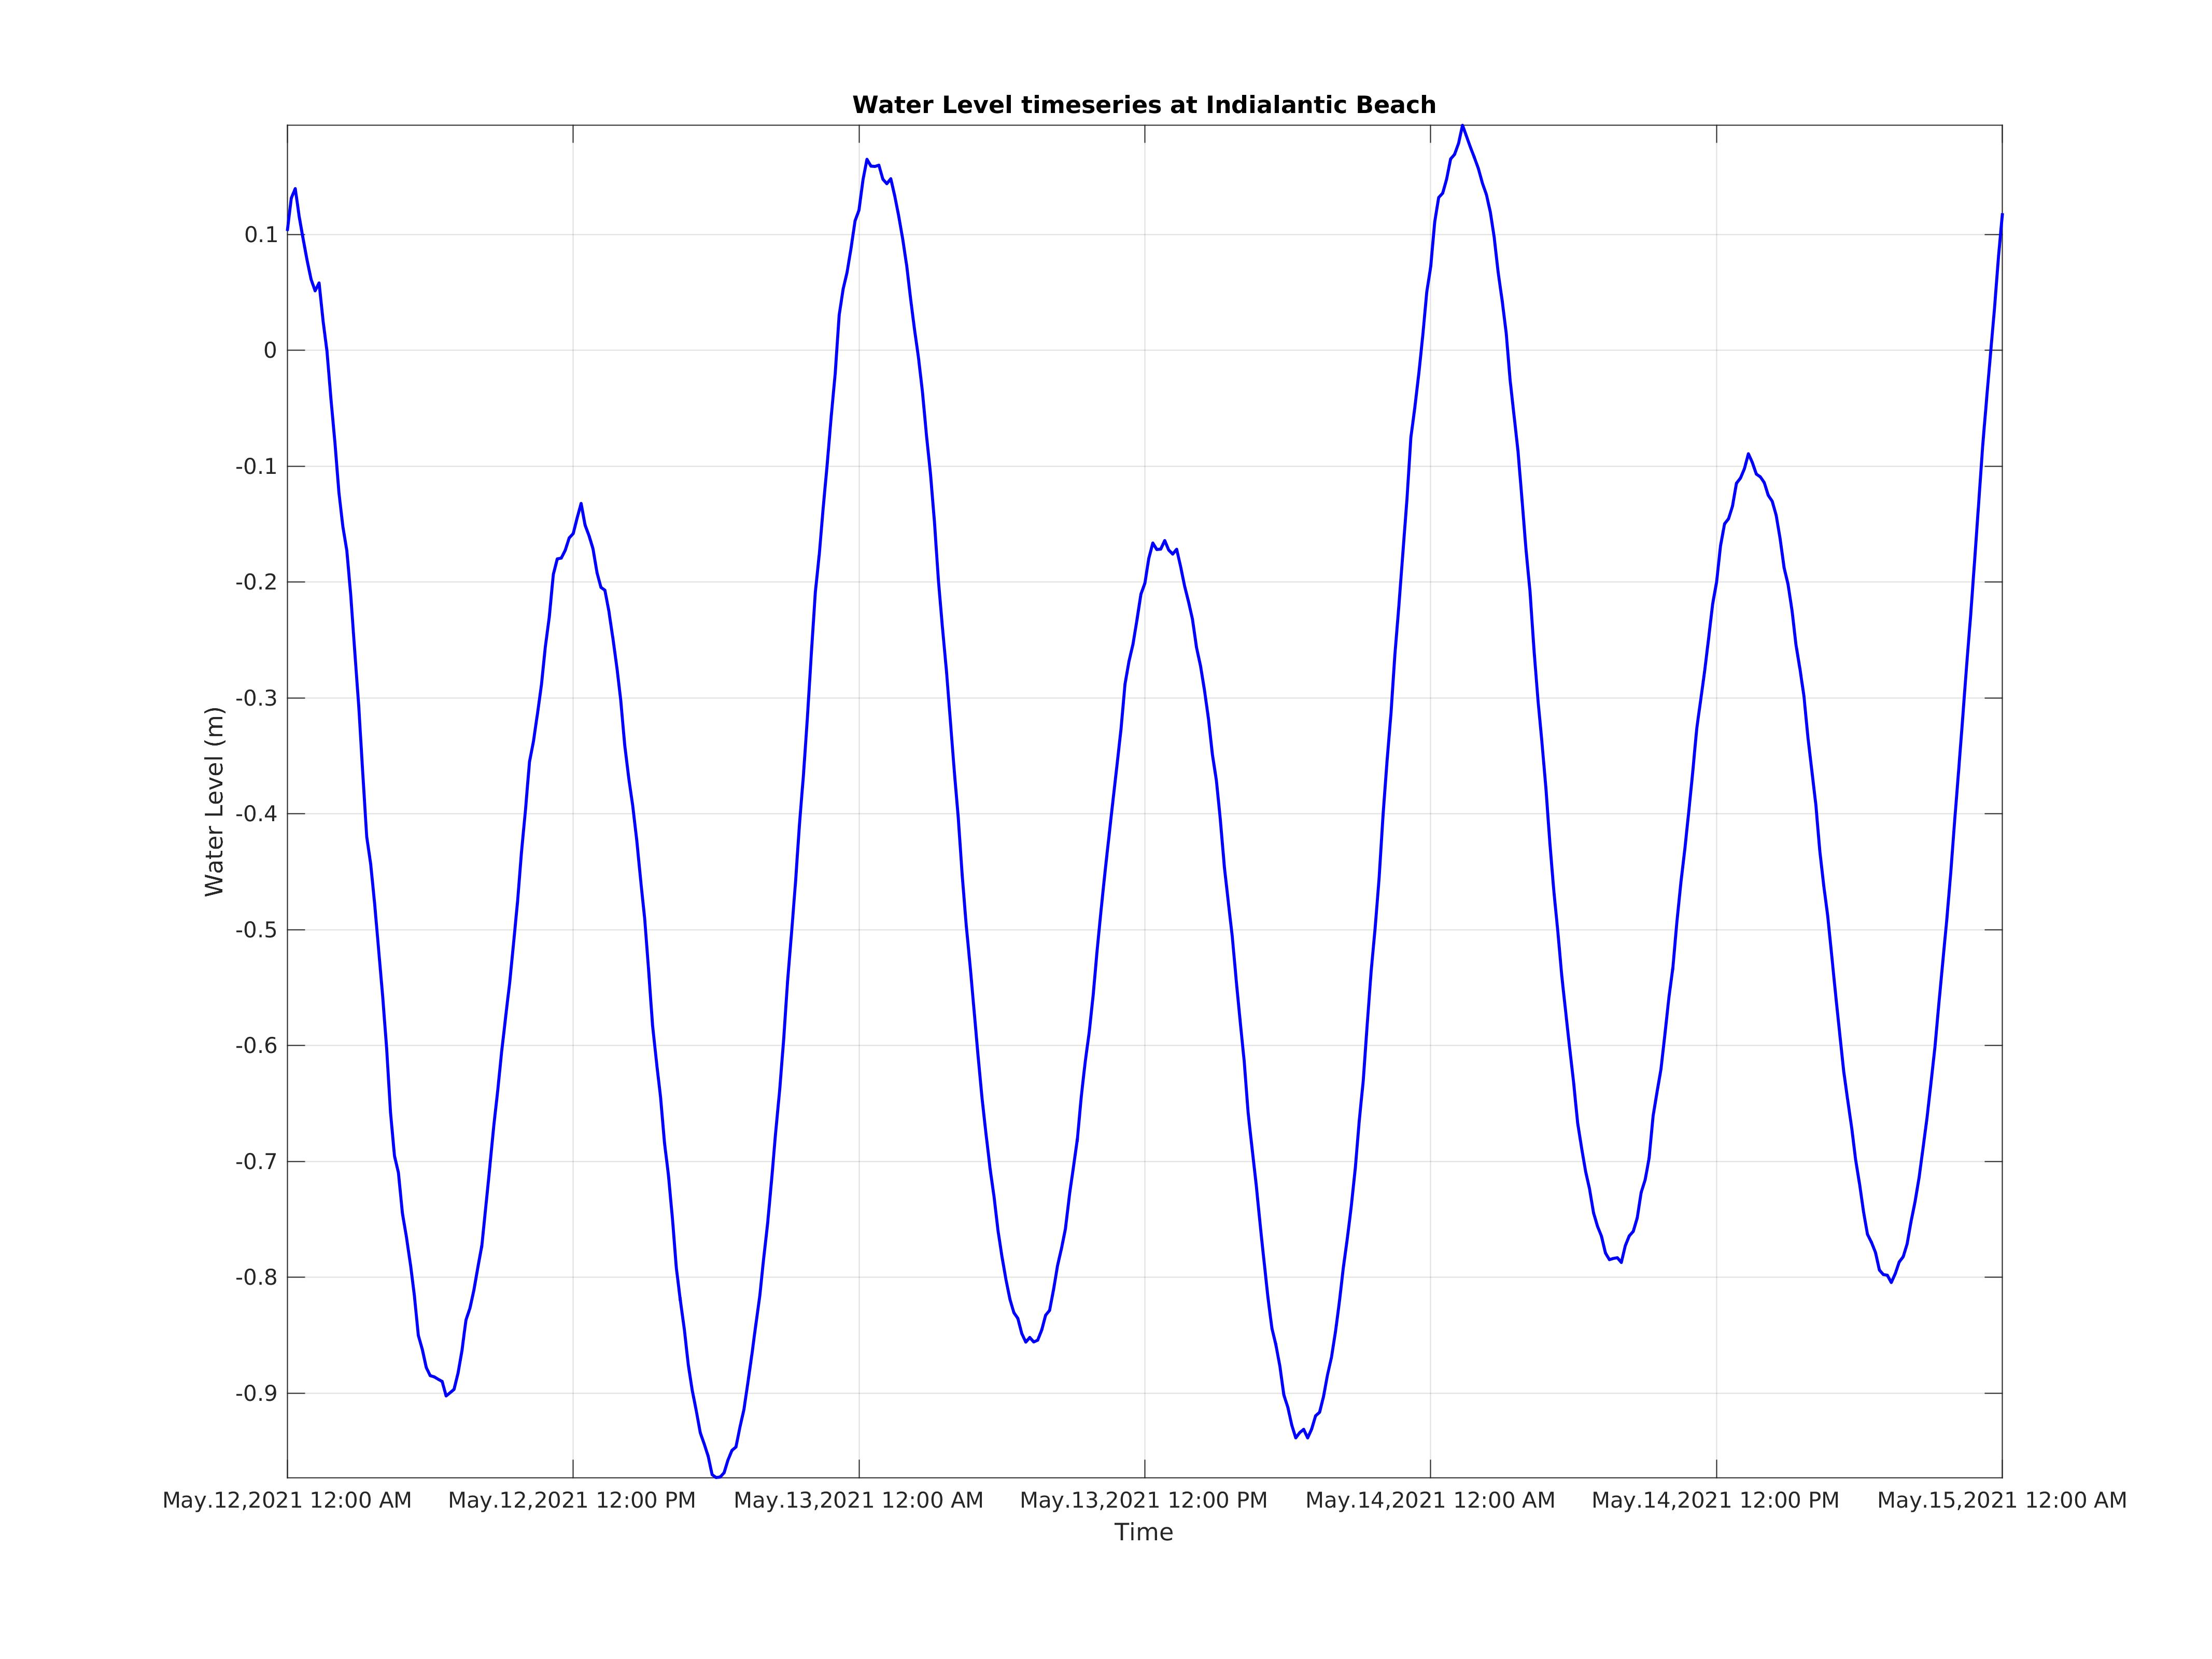 Water Level timeseries at Indialantic Beach
0.1
0
-0.1
-0.2
-0.3
-0.4
-0.5
-0.6
-0.7
-0.8
-0.9
Water Level (m)
May.12,2021 12:00 AM May.12,2021 12:00 PM May.13,2021 12:00 AM May.13,2021 12:00 PM May.14,2021 12:00 AM May.14,2021 12:00 PM May.15,2021 12:00 AM
Time